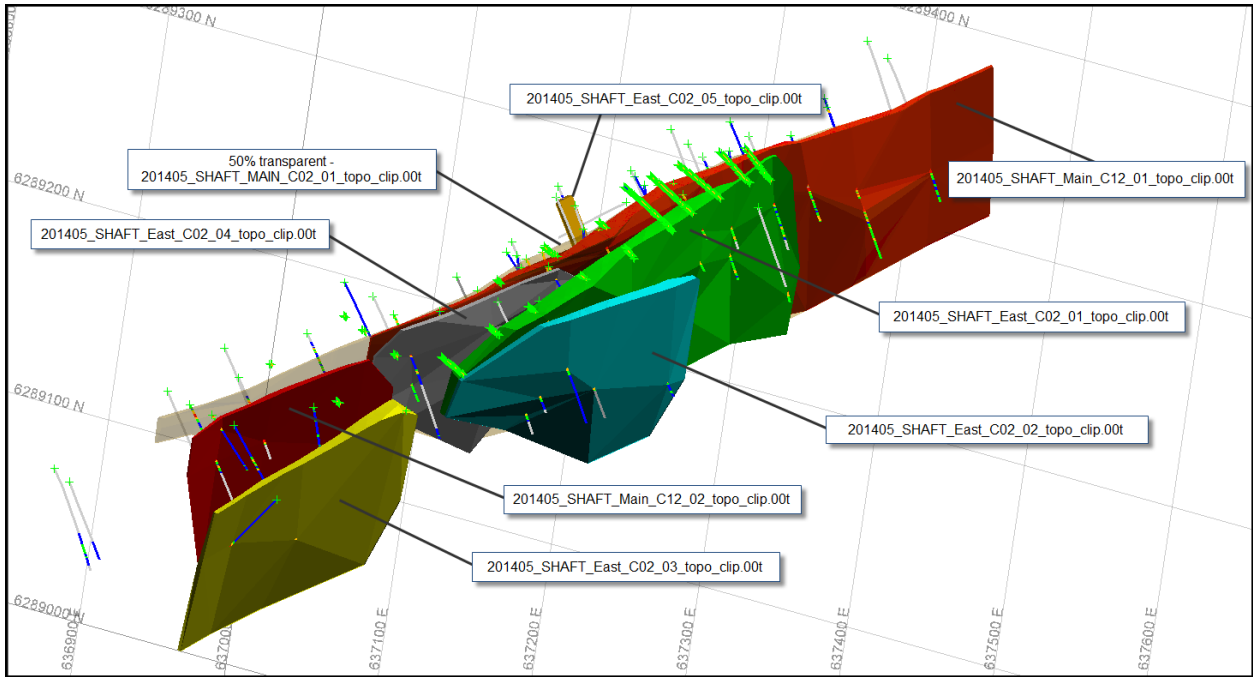 6289300 N
6289400 N
201405_SHAFT_East_C02_05_topo_clip.00t
50% transparent -
201405_SHAFT_MAIN_C02_01_topo_clip.00t
201405_SHAFT_Main_C12_01_topo_clip.00t
6289200 N
201405_SHAFT_East_C02_04_topo_clip.00t
201405_SHAFT_East_C02_01_topo_clip.00t
6289100 N
201405_SHAFT_East_C02_02_topo_clip.00t
201405_SHAFT_Main_C12_02_topo_clip.00t
201405_SHAFT_East_C02_03_topo_clip.00t
6289000 N
636900
637000
637100 E
637200 E
637300 E
637400 E
637500 E
637600 E